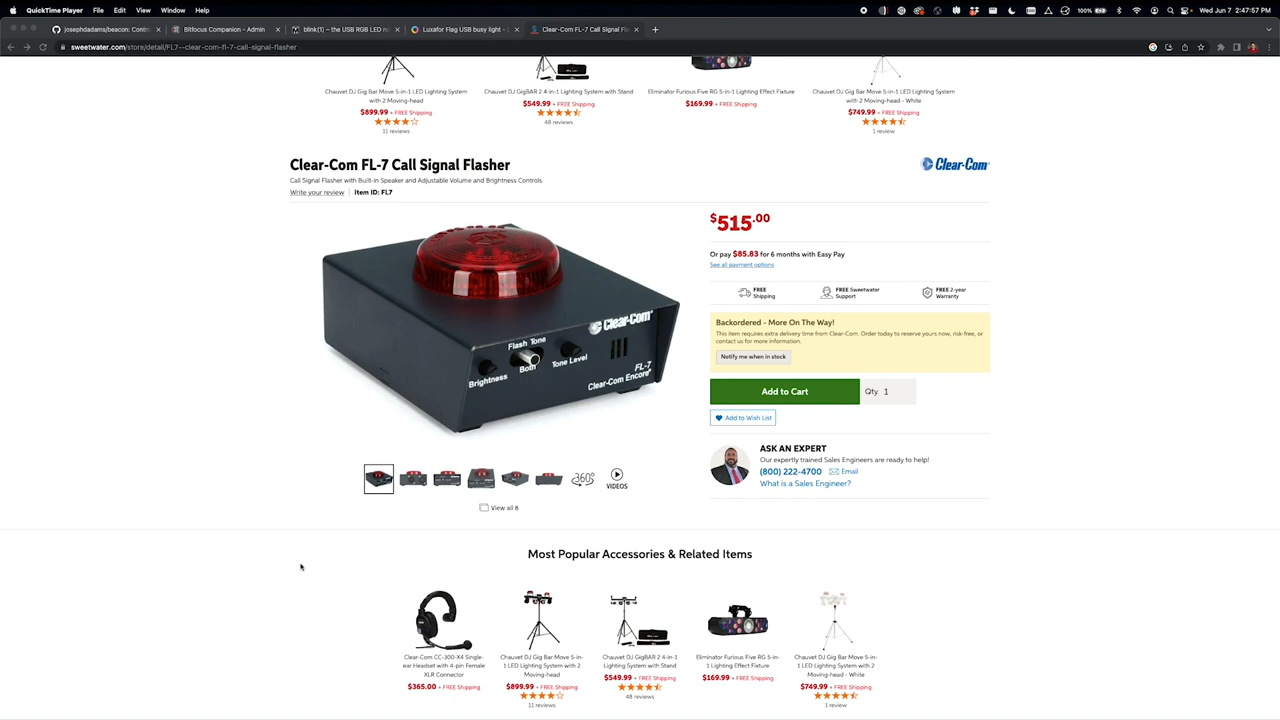 QuickTime Player File Edit View Window Help
100% Wed Jun 7 2:47:57 PM
josephdadams/beacon: Contro
Bitfocus Companion - Admin
blink(1) – the USB RGB LED no
Luxafor Flag USB busy light -
Clear-Com FL-7 Call Signal Fl
sweetwater.com/store/detail/FL7--clear-com-fl-7-call-signal-flasher
Chauvet DJ Gig Bar Move 5-in-1 LED Lighting System
with 2 Moving-head
$899.99 + FREE Shipping
11 reviews
Chauvet DJ GigBAR 2 4-in-1 Lighting System with Stand
$549.99 + FREE Shipping
48 reviews
Eliminator Furious Five RG 5-in-1 Lighting Effect Fixture
$169.99 + FREE Shipping
Chauvet DJ Gig Bar Move 5-in-1 LED Lighting System
with 2 Moving-head - White
$749.99 + FREE Shipping
1 review
Clear-Com FL-7 Call Signal Flasher
Clear-Com
Call Signal Flasher with Built-in Speaker and Adjustable Volume and Brightness Controls
Write your review Item ID: FL7
$515.00
Or pay $85.83 for 6 months with Easy Pay
See all payment options
FREE
Shipping
FREE Sweetwater
Support
FREE 2-year
Warranty
Backordered - More On The Way!
This item requires extra delivery time from Clear-Com. Order today to reserve yours now, risk-free, or
contact us for more information.
Notify me when in stock
Add to Cart
Qty 1
Add to Wish List
ASK AN EXPERT
Our expertly trained Sales Engineers are ready to help!
(800) 222-4700 Email
What is a Sales Engineer?
Clear-Com
Flash Tone
Both
Brightness
Tone Level
FL-7
Clear-Com Encore
360°
VIDEOS
View all 8
Most Popular Accessories & Related Items
Clear-Com CC-300-X4 Single-
ear Headset with 4-pin Female
XLR Connector
$365.00 + FREE Shipping
Chauvet DJ Gig Bar Move 5-in-
1 LED Lighting System with 2
Moving-head
$899.99 + FREE Shipping
11 reviews
Chauvet DJ GigBAR 2 4-in-1
Lighting System with Stand
$549.99 + FREE Shipping
48 reviews
Eliminator Furious Five RG 5-in-
1 Lighting Effect Fixture
$169.99 + FREE Shipping
Chauvet DJ Gig Bar Move 5-in-
1 LED Lighting System with 2
Moving-head - White
$749.99 + FREE Shipping
1 review